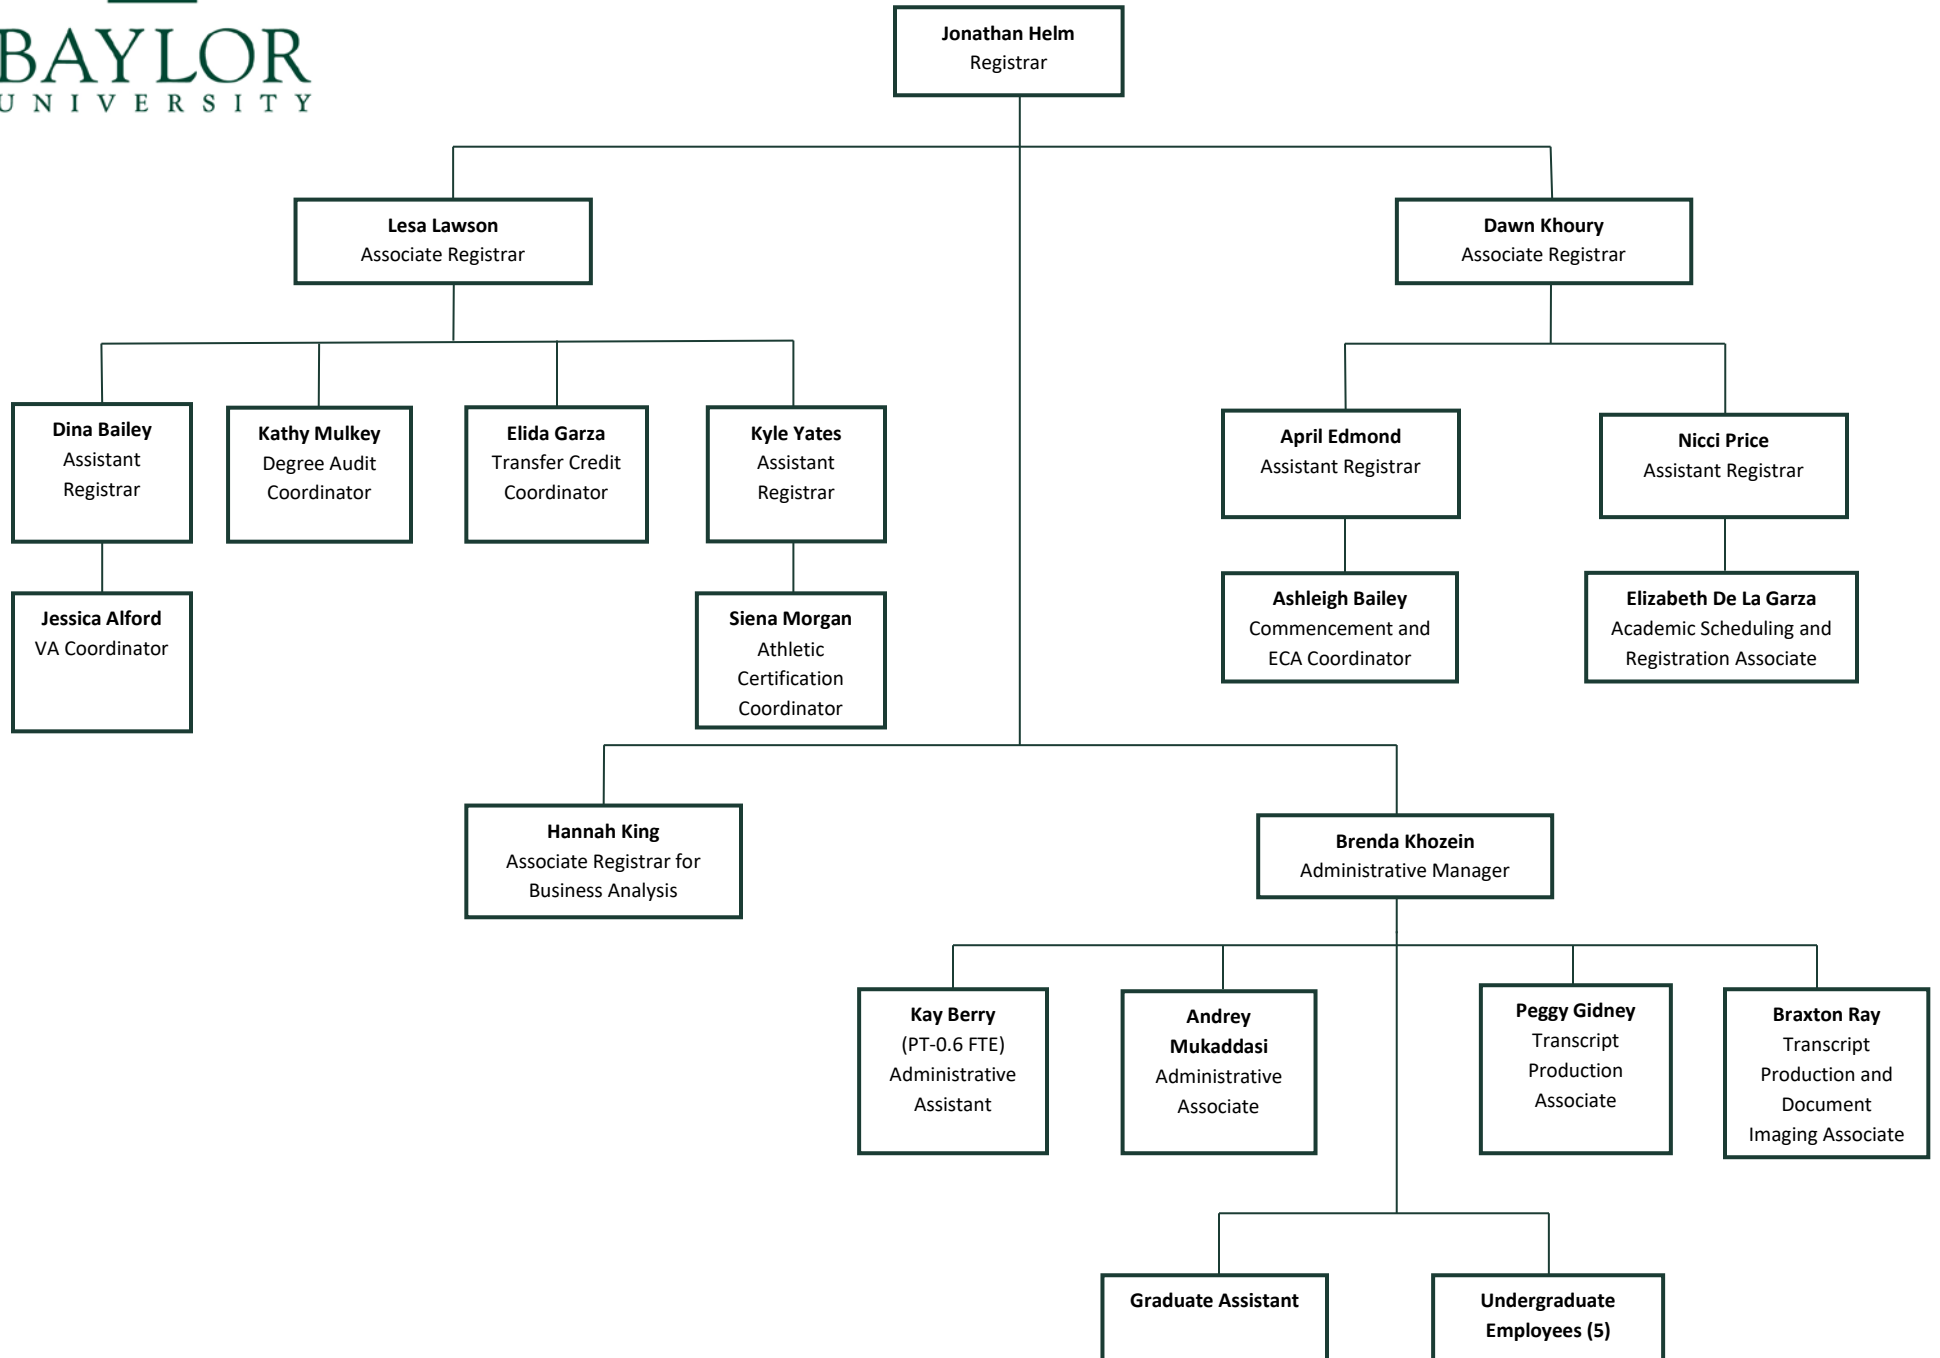 BAYLOR
UNIVERSITY
Jonathan Helm
Registrar
Lesa Lawson
Associate Registrar
Dawn Khoury
Associate Registrar
Dina Bailey
Assistant
Registrar
Kathy Mulkey
Degree Audit
Coordinator
Elida Garza
Transfer Credit
Coordinator
Kyle Yates
Assistant
Registrar
April Edmond
Assistant Registrar
Nicci Price
Assistant Registrar
Jessica Alford
VA Coordinator
Siena Morgan
Athletic
Certification
Coordinator
Ashleigh Bailey
Commencement and
ECA Coordinator
Elizabeth De La Garza
Academic Scheduling and
Registration Associate
Hannah King
Associate Registrar for
Business Analysis
Brenda Khozein
Administrative Manager
Kay Berry
(PT-0.6 FTE)
Administrative
Assistant
Andrey
Mukaddasi
Administrative
Associate
Peggy Gidney
Transcript
Production
Associate
Braxton Ray
Transcript
Production and
Document
Imaging Associate
Graduate Assistant
Undergraduate
Employees (5)